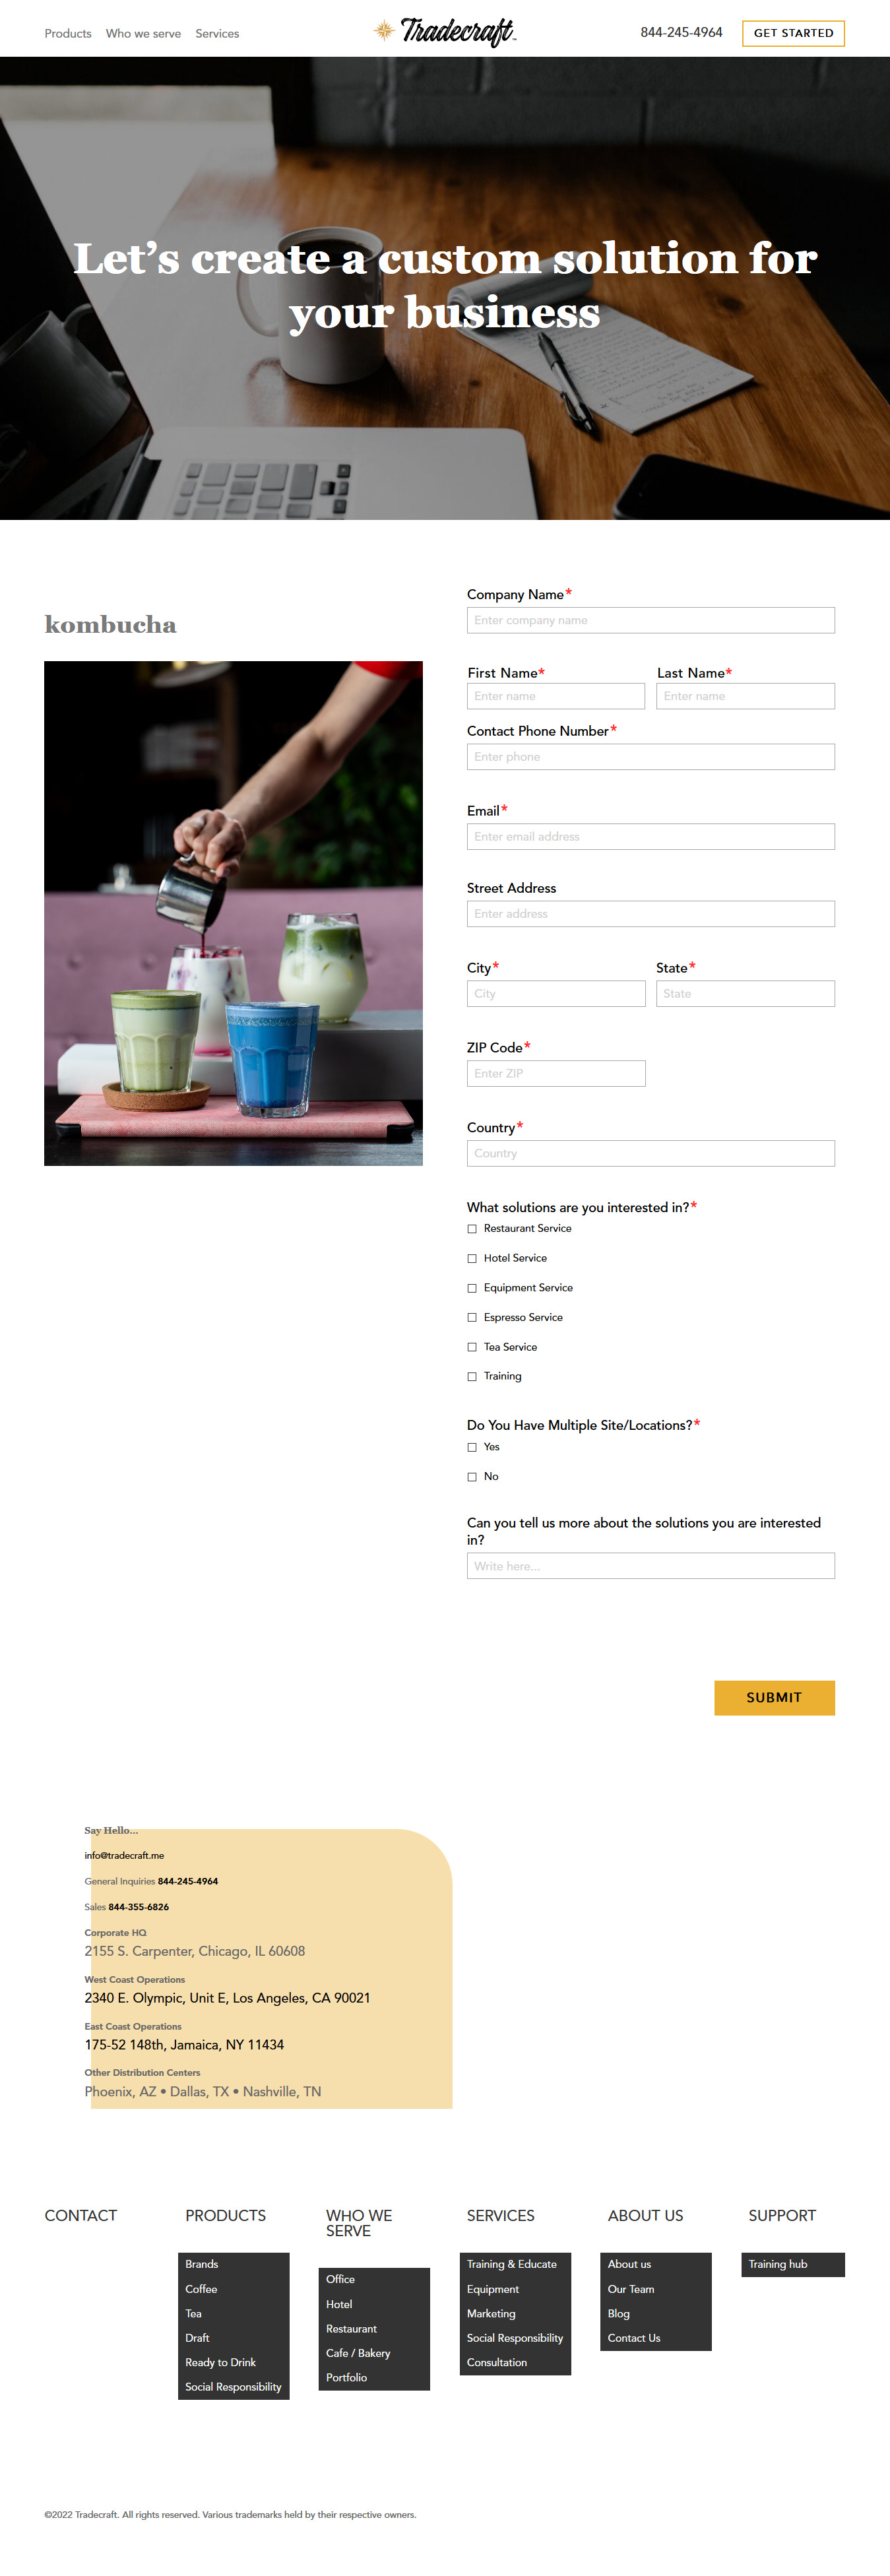 Products Who we serve Services
Tradecraft
844-245-4964
GET STARTED
Let's create a custom solution for
your business
kombucha
Company Name*
Enter company name
First Name* Last Name*
Enter name Enter name
Contact Phone Number*
Enter phone
Email*
Enter email address
Street Address
Enter address
City* State*
City State
ZIP Code*
Enter ZIP
Country*
Country
What solutions are you interested in?*
Restaurant Service
Hotel Service
Equipment Service
Espresso Service
Tea Service
Training
Do You Have Multiple Site/Locations?*
Yes
No
Can you tell us more about the solutions you are interested
in?
Write here...
SUBMIT
Say Hello...
info@tradecraft.me
General Inquiries 844-245-4964
Sales 844-355-6826
Corporate HQ
2155 S. Carpenter, Chicago, IL 60608
West Coast Operations
2340 E. Olympic, Unit E, Los Angeles, CA 90021
East Coast Operations
175-52 148th, Jamaica, NY 11434
Other Distribution Centers
Phoenix, AZ • Dallas, TX • Nashville, TN
CONTACT
PRODUCTS
Brands
Coffee
Tea
Draft
Ready to Drink
Social Responsibility
WHO WE
SERVE
Office
Hotel
Restaurant
Cafe / Bakery
Portfolio
SERVICES
Training & Educate
Equipment
Marketing
Social Responsibility
Consultation
ABOUT US
About us
Our Team
Blog
Contact Us
SUPPORT
Training hub
©2022 Tradecraft. All rights reserved. Various trademarks held by their respective owners.